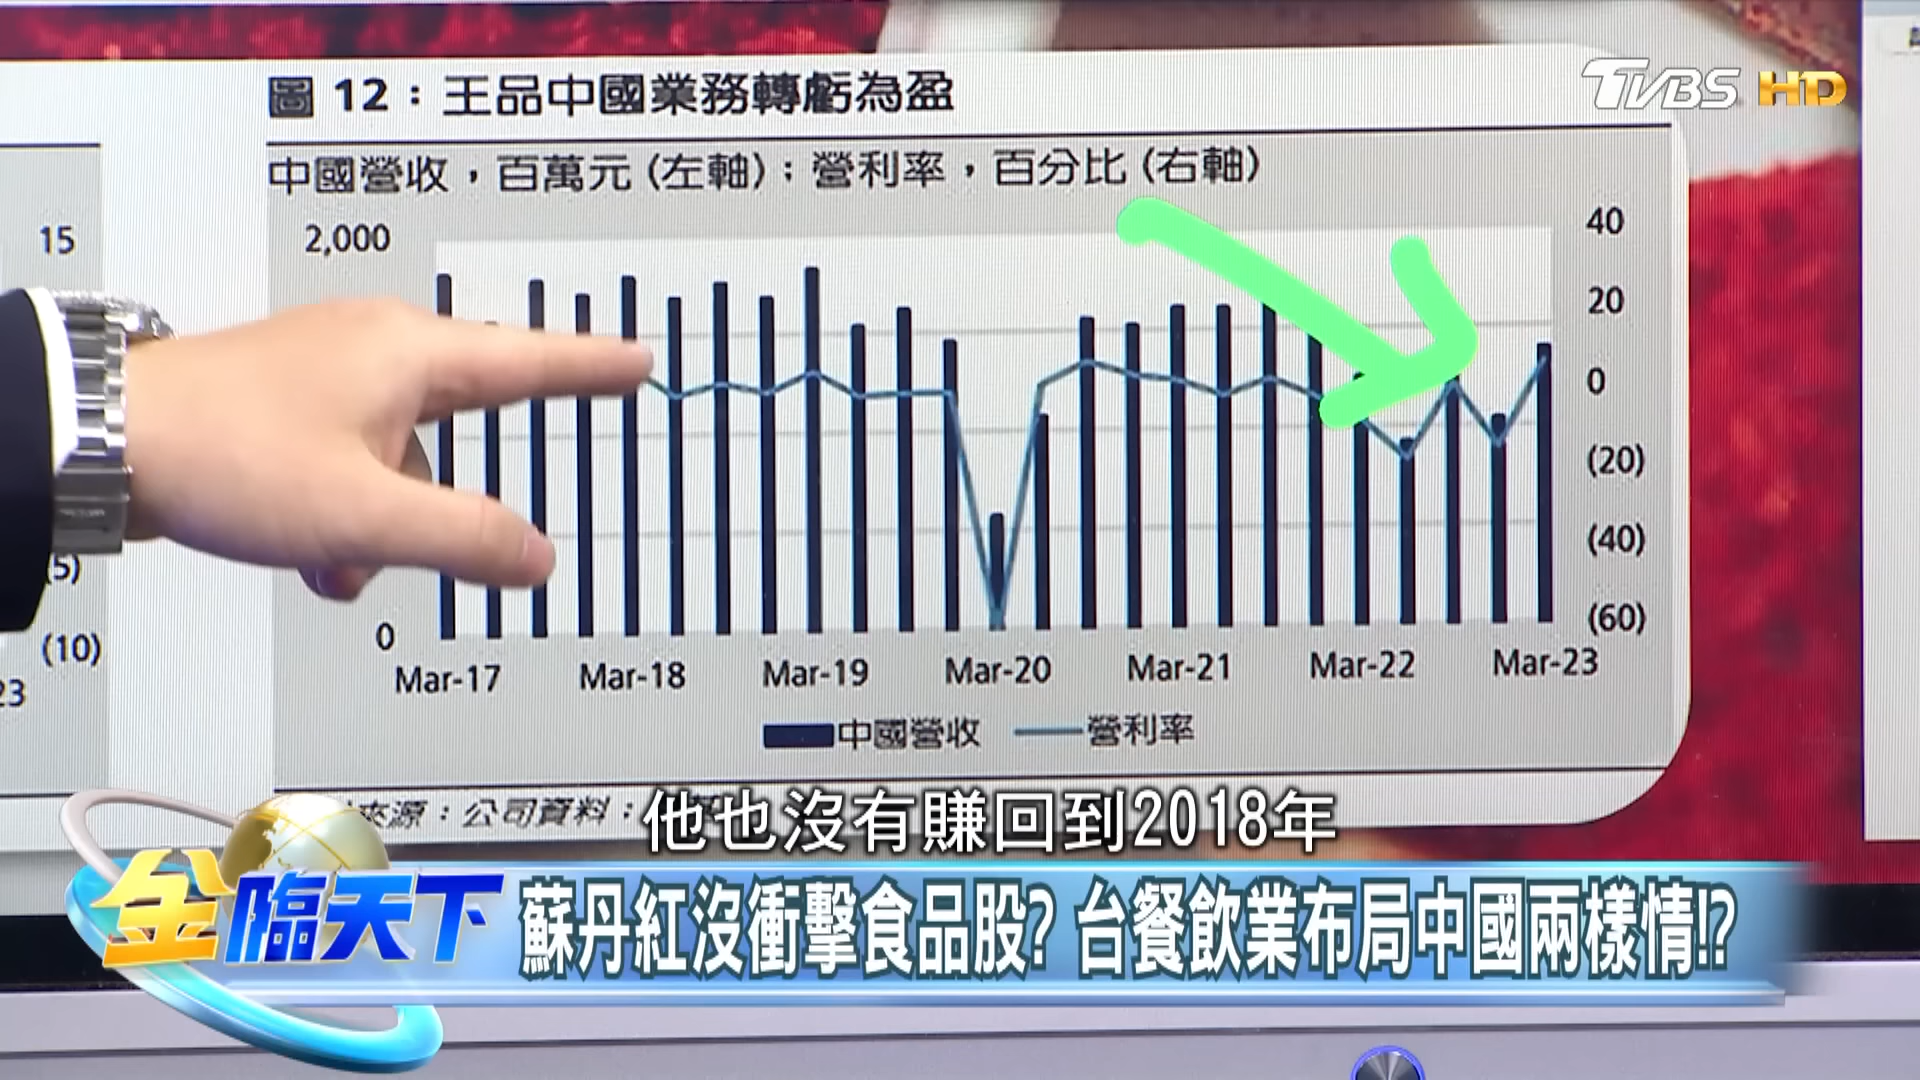 TVBS HD
圖 12：王品中國業務轉虧為盈
中國營收，百萬元 (左軸)；營利率，百分比 (右軸)
15
(5)
(10)
23
2,000
0
40
20
0
(20)
(40)
(60)
Mar-17 Mar-18 Mar-19 Mar-20 Mar-21 Mar-22 Mar-23
中國營收 營利率
來源：公司資料；
他也沒有賺回到2018年
金臨天下
蘇丹紅沒衝擊食品股? 台餐飲業布局中國兩樣情!?